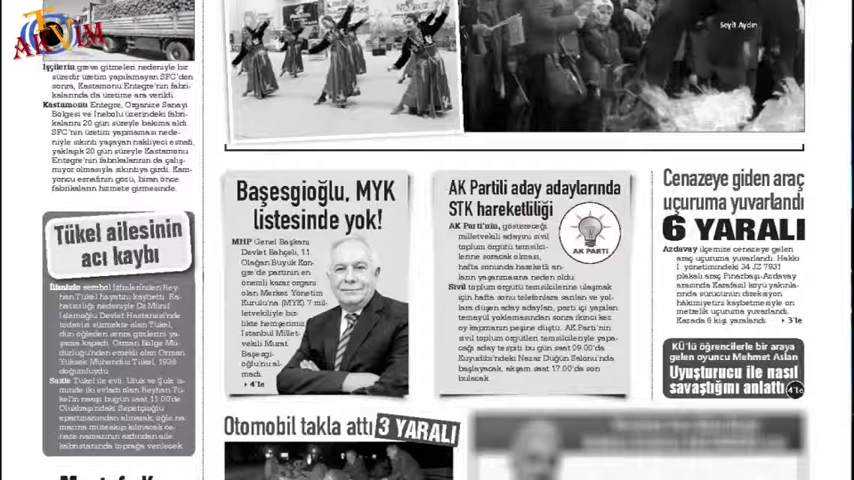 Seyit Aydın
İşçilerin greve gitmeleri nedeniyle bir
süredir üretim yapılmayan SFC'den
sonra, Kastamonu Entegre'nin fabri-
kalarında da üretime ara verildi.
Kastamonu Entegre, Organize Sanayi
Bölgesi ve İnebolu üzerindeki fabri-
kalarını 20 gün süreyle bakıma aldı.
SFC'nin üretim yapmaması nede-
niyle sıkıntı yaşayan nakliyeci esnafı,
yaklaşık 20 gün süreyle Kastamonu
Entegre'nin fabrikalarının da çalış-
mıyor olmasıyla sıkıntıya girdi. Kam-
yoncu esnafının gözü, biran önce
fabrikaların hizmete girmesinde.
Tükel ailesinin
acı kaybı
Başesgioğlu, MYK
listesinde yok!
MHP Genel Başkanı
Devlet Bahçeli, 11.
Olağan Büyük Kon-
gre'de partinin en
önemli karar organı
olan Merkez Yönetim
Kurulu'na (MYK) 7 mil-
letvekiliyle bir-
likte hemşerimiz
İstanbul Millet-
vekili Murat
Başesgi-
oğlu'nu al-
madı.
4'te
AK Partili aday adaylarında
STK hareketliliği
AK PARTİ
AK Parti'nin, göstereceği
milletvekili adayını sivil
toplum örgütü temsilci-
lerine soracak olması,
hafta sonunda hareketli an-
ların yaşanmasına neden oldu.
Sivil toplum örgütü temsilcilerine ulaşmak
için hafta sonu telefonlara sarılan ve yol-
lara düşen aday adayları, parti içi yapılan
temayül yoklamasından sonra ikinci kez
oy kapmanın peşine düştü. AK Parti'nin
sivil toplum örgütleri temsilcileriyle yapa-
cağı aday tespiti bu gün saat 09.00'da
Kuyudibi'ndeki Nazar Düğün Salonu'nda
başlayacak, akşam saat 17.00'da son
bulacak.
Cenazeye giden araç
uçuruma yuvarlandı
6 YARALI
Azdavay ilçemize cenazeye gelen
araç uçuruma yuvarlandı. Hakkı
İ. yönetimindeki 34 JZ 7931
plakalı araç Pınarbaşı-Azdavay
arasında Karasöl köyü yakınla-
rında sürücünün direksiyon
hakimiyetini kaybetmesiyle on
metrelik uçuruma yuvarlandı.
Kazada 6 kişi yaralandı.
3'te
KÜ'lü öğrencilerle bir araya
gelen oyuncu Mehmet Aslan
Uyuşturucu ile nasıl
savaştığını anlattı 4'te
Otomobil takla attı 3 YARALI